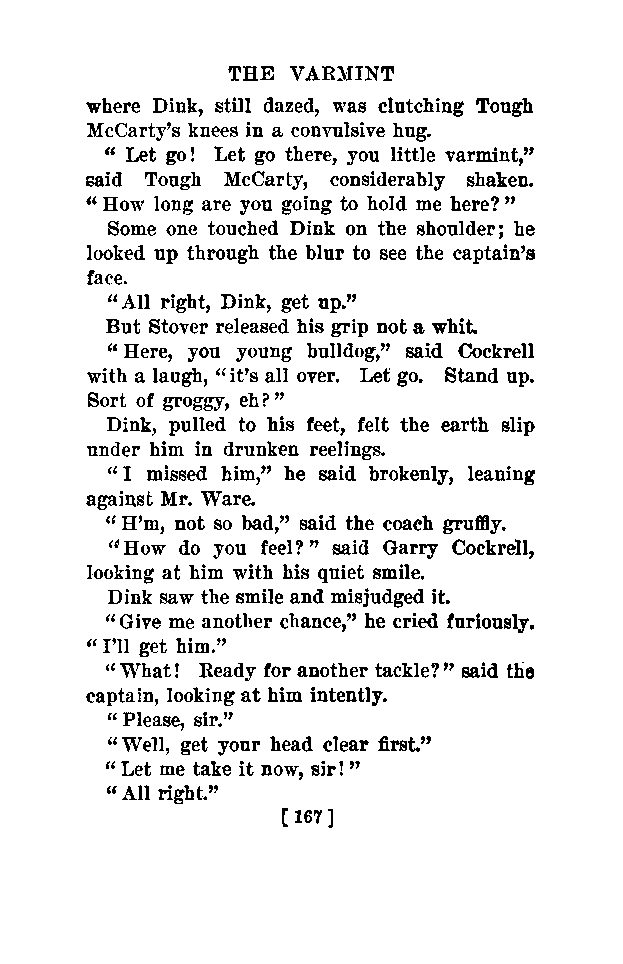 THE VARMINT
where Dink, still dazed, was clutching Tough
McCarty's knees in a convulsive hug.
“ Let go! Let go there, you little varmint,”
said Tough McCarty, considerably shaken.
“ How long are you going to hold me here? ”
Some one touched Dink on the shoulder; he
looked up through the blur to see the captain's
face.
“ All right, Dink, get up.”
But Stover released his grip not a whit.
“ Here, you young bulldog,” said Cockrell
with a laugh, “ it's all over. Let go. Stand up.
Sort of groggy, eh? ”
Dink, pulled to his feet, felt the earth slip
under him in drunken reelings.
“ I missed him,” he said brokenly, leaning
against Mr. Ware.
“ H'm, not so bad,” said the coach gruffly.
“ How do you feel? ” said Garry Cockrell,
looking at him with his quiet smile.
Dink saw the smile and misjudged it.
“ Give me another chance,” he cried furiously.
“ I'll get him.”
“ What! Ready for another tackle? ” said the
captain, looking at him intently.
“ Please, sir.”
“ Well, get your head clear first.”
“ Let me take it now, sir! ”
“ All right.”
[ 167 ]